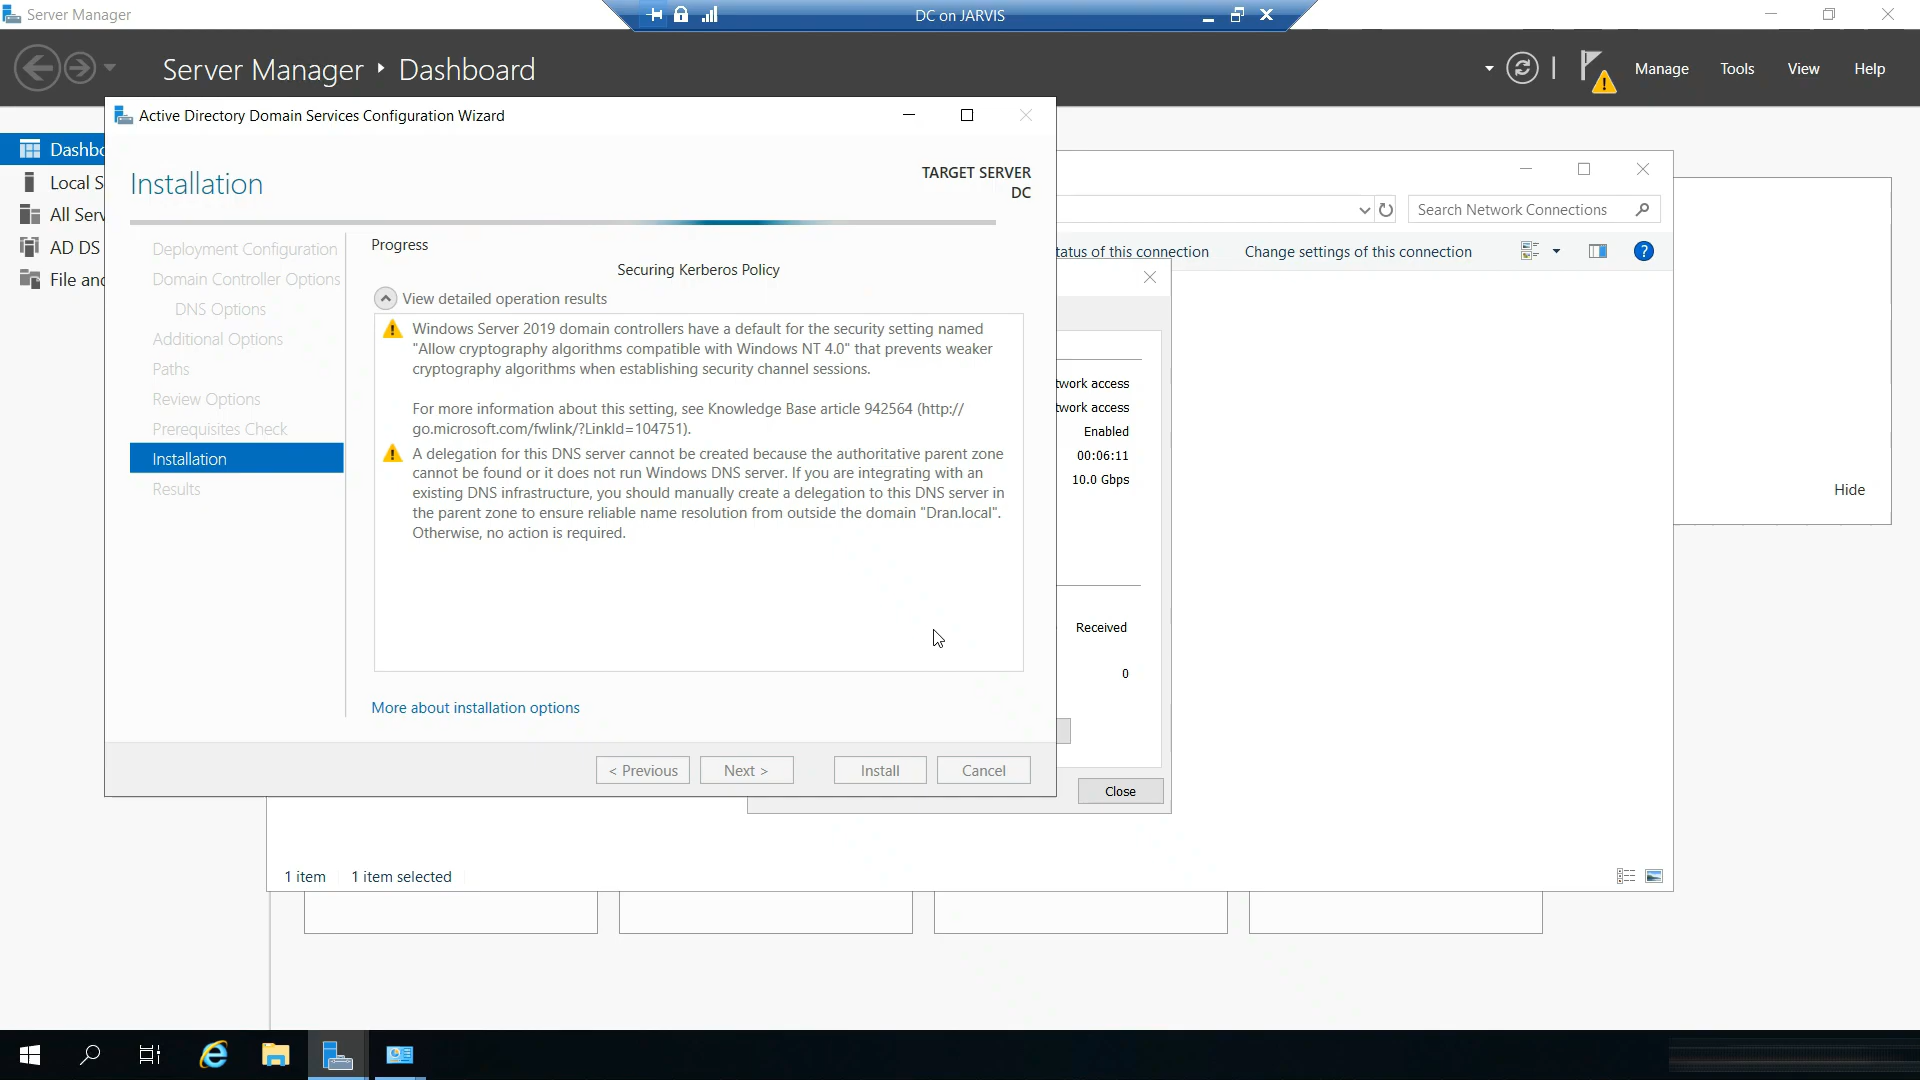 Server Manager
DC on JARVIS
Server Manager ‣ Dashboard
Manage
Tools
View
Help
Active Directory Domain Services Configuration Wizard
Installation
TARGET SERVER
DC
Deployment Configuration
Domain Controller Options
DNS Options
Additional Options
Paths
Review Options
Prerequisites Check
Installation
Results
Progress
Securing Kerberos Policy
View detailed operation results
Windows Server 2019 domain controllers have a default for the security setting named
"Allow cryptography algorithms compatible with Windows NT 4.0" that prevents weaker
cryptography algorithms when establishing security channel sessions.
For more information about this setting, see Knowledge Base article 942564 (http://
go.microsoft.com/fwlink/?LinkId=104751).
A delegation for this DNS server cannot be created because the authoritative parent zone
cannot be found or it does not run Windows DNS server. If you are integrating with an
existing DNS infrastructure, you should manually create a delegation to this DNS server in
the parent zone to ensure reliable name resolution from outside the domain "Dran.local".
Otherwise, no action is required.
More about installation options
< Previous
Next >
Install
Cancel
Dashbo
Local S
All Serv
AD DS
File and
Search Network Connections
tatus of this connection
Change settings of this connection
twork access
twork access
Enabled
00:06:11
10.0 Gbps
Received
0
Close
Hide
1 item
1 item selected